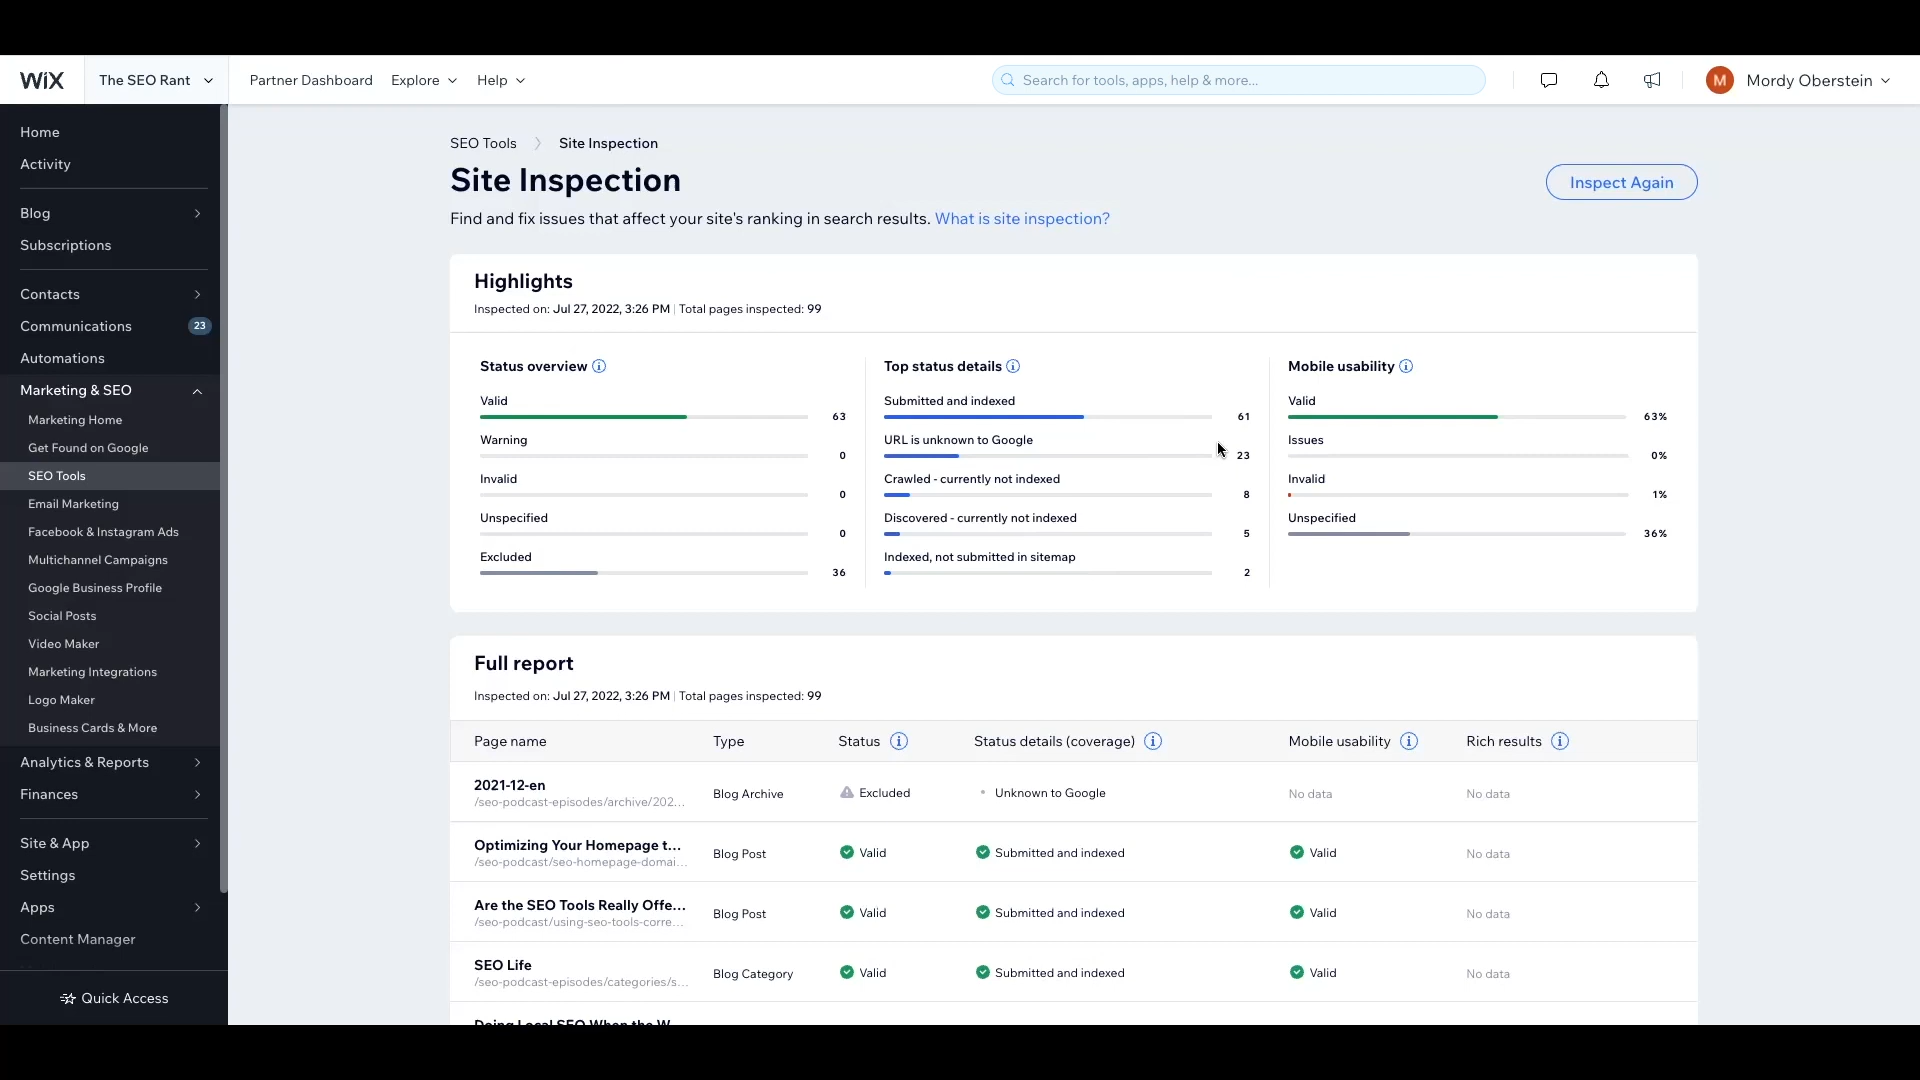 WIX
The SEO Rant
Partner Dashboard
Explore
Help
Search for tools, apps, help & more...
M
Mordy Oberstein
Home
Activity
Blog
Subscriptions
Contacts
Communications 23
Automations
Marketing & SEO
Marketing Home
Get Found on Google
SEO Tools
Email Marketing
Facebook & Instagram Ads
Multichannel Campaigns
Google Business Profile
Social Posts
Video Maker
Marketing Integrations
Logo Maker
Business Cards & More
Analytics & Reports
Finances
Site & App
Settings
Apps
Content Manager
Quick Access
SEO Tools
Site Inspection
Site Inspection
Inspect Again
Find and fix issues that affect your site's ranking in search results. What is site inspection?
Highlights
Inspected on: Jul 27, 2022, 3:26 PM | Total pages inspected: 99
Status overview
Valid
63
Warning
0
Invalid
0
Unspecified
0
Excluded
36
Top status details
Submitted and indexed
61
URL is unknown to Google
23
Crawled - currently not indexed
8
Discovered - currently not indexed
5
Indexed, not submitted in sitemap
2
Mobile usability
Valid
63%
Issues
0%
Invalid
1%
Unspecified
36%
Full report
Inspected on: Jul 27, 2022, 3:26 PM | Total pages inspected: 99
Page name Type Status Status details (coverage) Mobile usability Rich results
2021-12-en
/seo-podcast-episodes/archive/202...
Blog Archive Excluded Unknown to Google No data No data
Optimizing Your Homepage t...
/seo-podcast/seo-homepage-domai...
Blog Post Valid Submitted and indexed Valid No data
Are the SEO Tools Really Offe...
/seo-podcast/using-seo-tools-corre...
Blog Post Valid Submitted and indexed Valid No data
SEO Life
/seo-podcast-episodes/categories/s...
Blog Category Valid Submitted and indexed Valid No data
Doing Local SEO When the W...